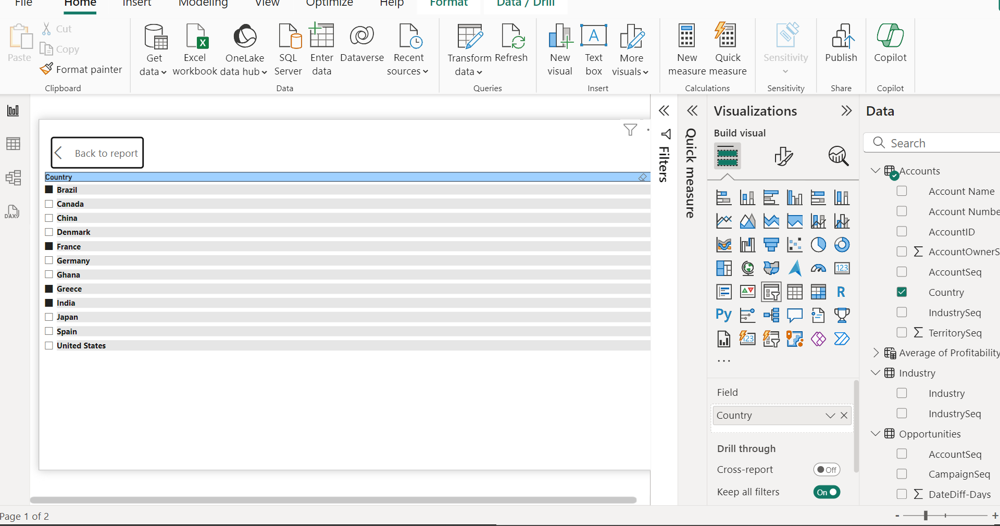 File Home Insert Modeling View Optimize Help Format Data / Drill
Paste
Cut
Copy
Format painter
Clipboard
Get data
Excel workbook
OneLake data hub
SQL Server
Enter data
Dataverse
Recent sources
Data
Transform data
Refresh
Queries
New visual
Text box
More visuals
Insert
New measure
Quick measure
Calculations
Sensitivity
Sensitivity
Publish
Share
Copilot
Copilot
DAX
Back to report
Country
Brazil
Canada
China
Denmark
France
Germany
Ghana
Greece
India
Japan
Spain
United States
Filters
Quick measure
Visualizations
Build visual
123
R
Py
123
Field
Country
Drill through
Cross-report Off
Keep all filters On
Data
Search
Accounts
Account Name
Account Numbe
AccountID
AccountOwnerS
AccountSeq
Country
IndustrySeq
TerritorySeq
Average of Profitability
Industry
Industry
IndustrySeq
Opportunities
AccountSeq
CampaignSeq
DateDiff-Days
Page 1 of 2
- +